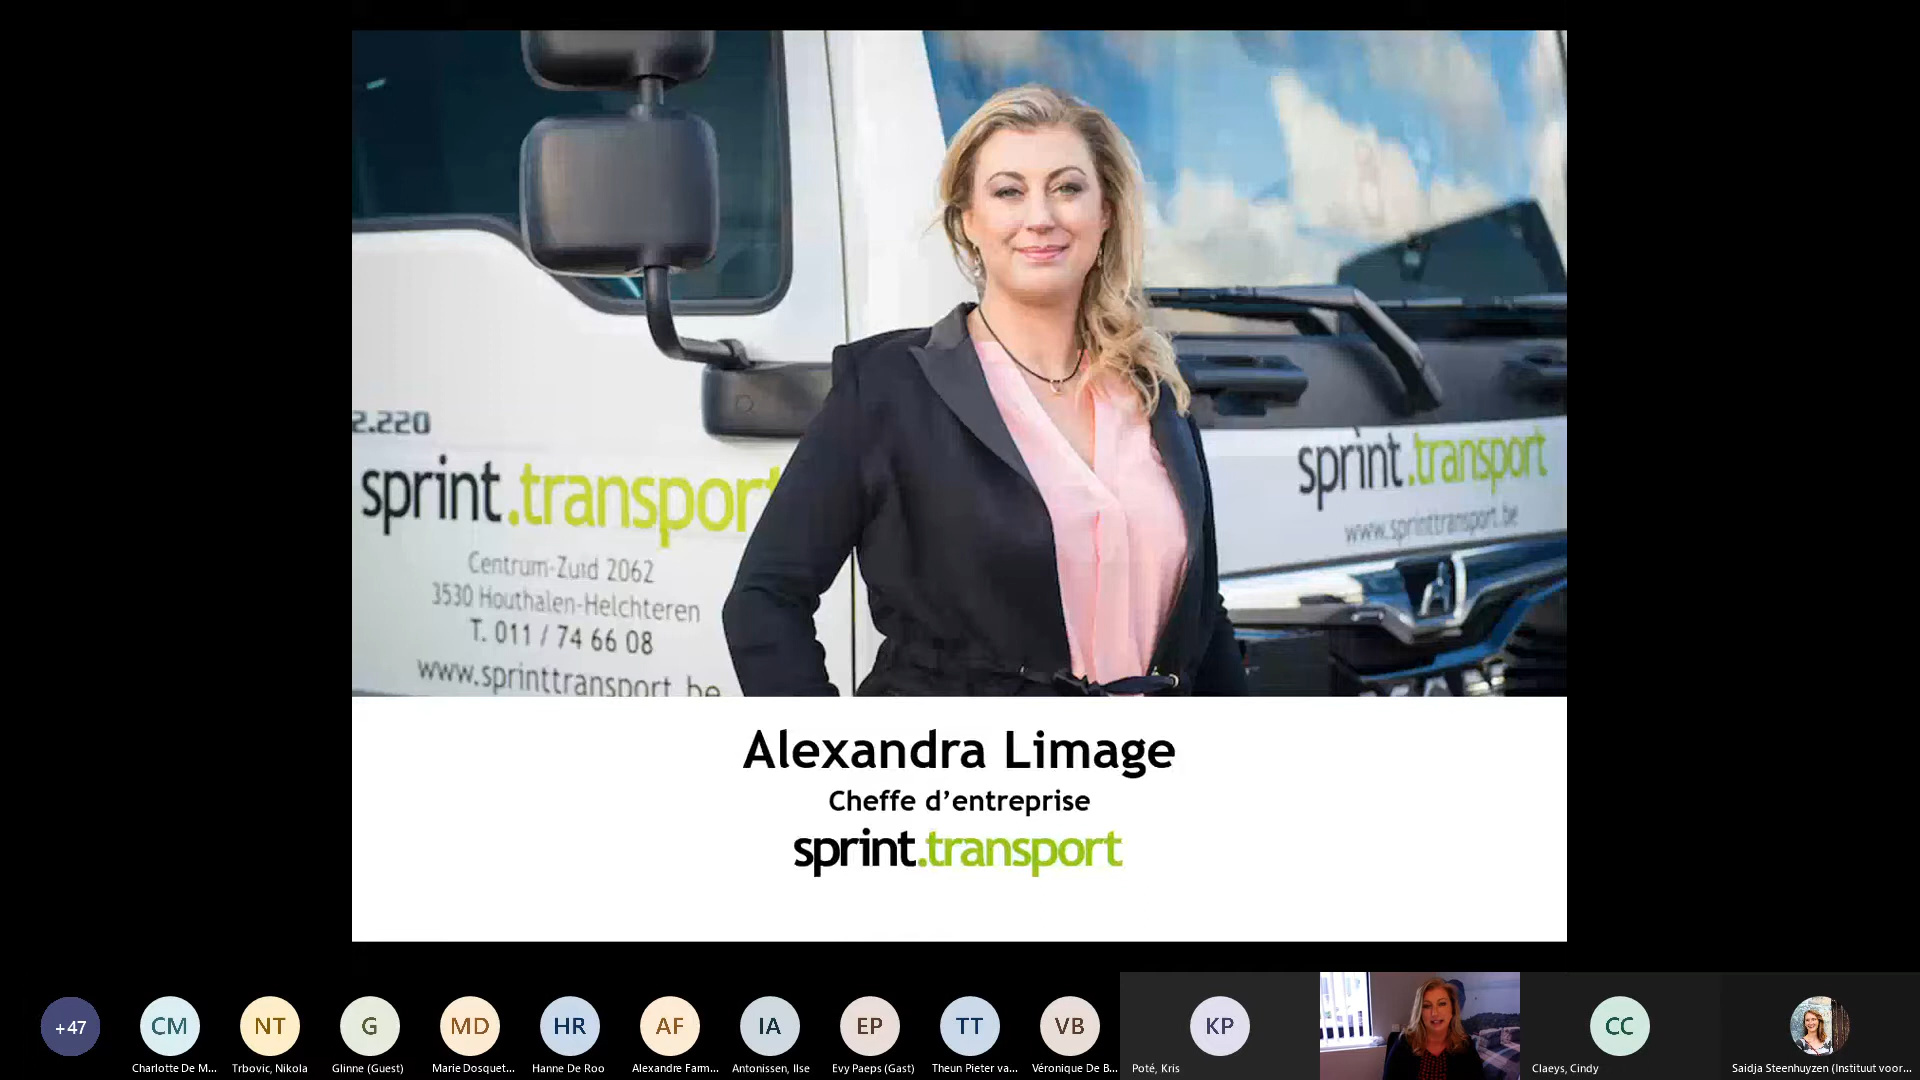 2.220
sprint.transport
Centrum-Zuid 2062
3530 Houthalen-Helchteren
T. 011 / 74 66 08
www.sprinttransport.be
sprint.transport
www.sprinttransport.be
Alexandra Limage
Cheffe d’entreprise
sprint.transport
+47
CM
NT
G
MD
HR
AF
IA
EP
TT
VB
KP
CC
Charlotte De M...
Trbovic, Nikola
Glinne (Guest)
Marie Dosquet...
Hanne De Roo
Alexandre Farm...
Antonissen, Ilse
Evy Paeps (Gast)
Theun Pieter va...
Véronique De B...
Poté, Kris
Claeys, Cindy
Saidja Steenhuyzen (Instituut voor...